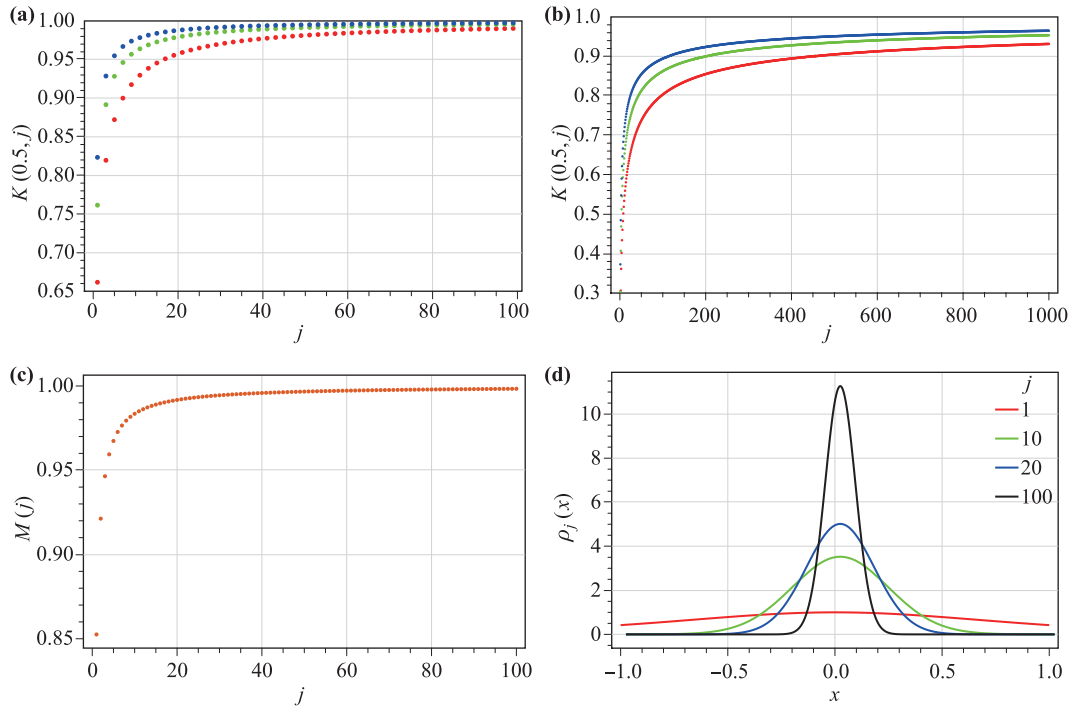 (a)
1.00
0.95
0.90
0.85
0.80
0.75
0.70
0.65
K (0.5, j)
0 20 40 60 80 100
j
(b)
1.0
0.9
0.8
0.7
0.6
0.5
0.4
0.3
K (0.5, j)
0 200 400 600 800 1000
j
(c)
1.00
0.95
0.90
0.85
M (j)
0 20 40 60 80 100
j
(d)
10
8
6
4
2
0
ρj (x)
j
1
10
20
100
−1.0 −0.5 0.0 0.5 1.0
x